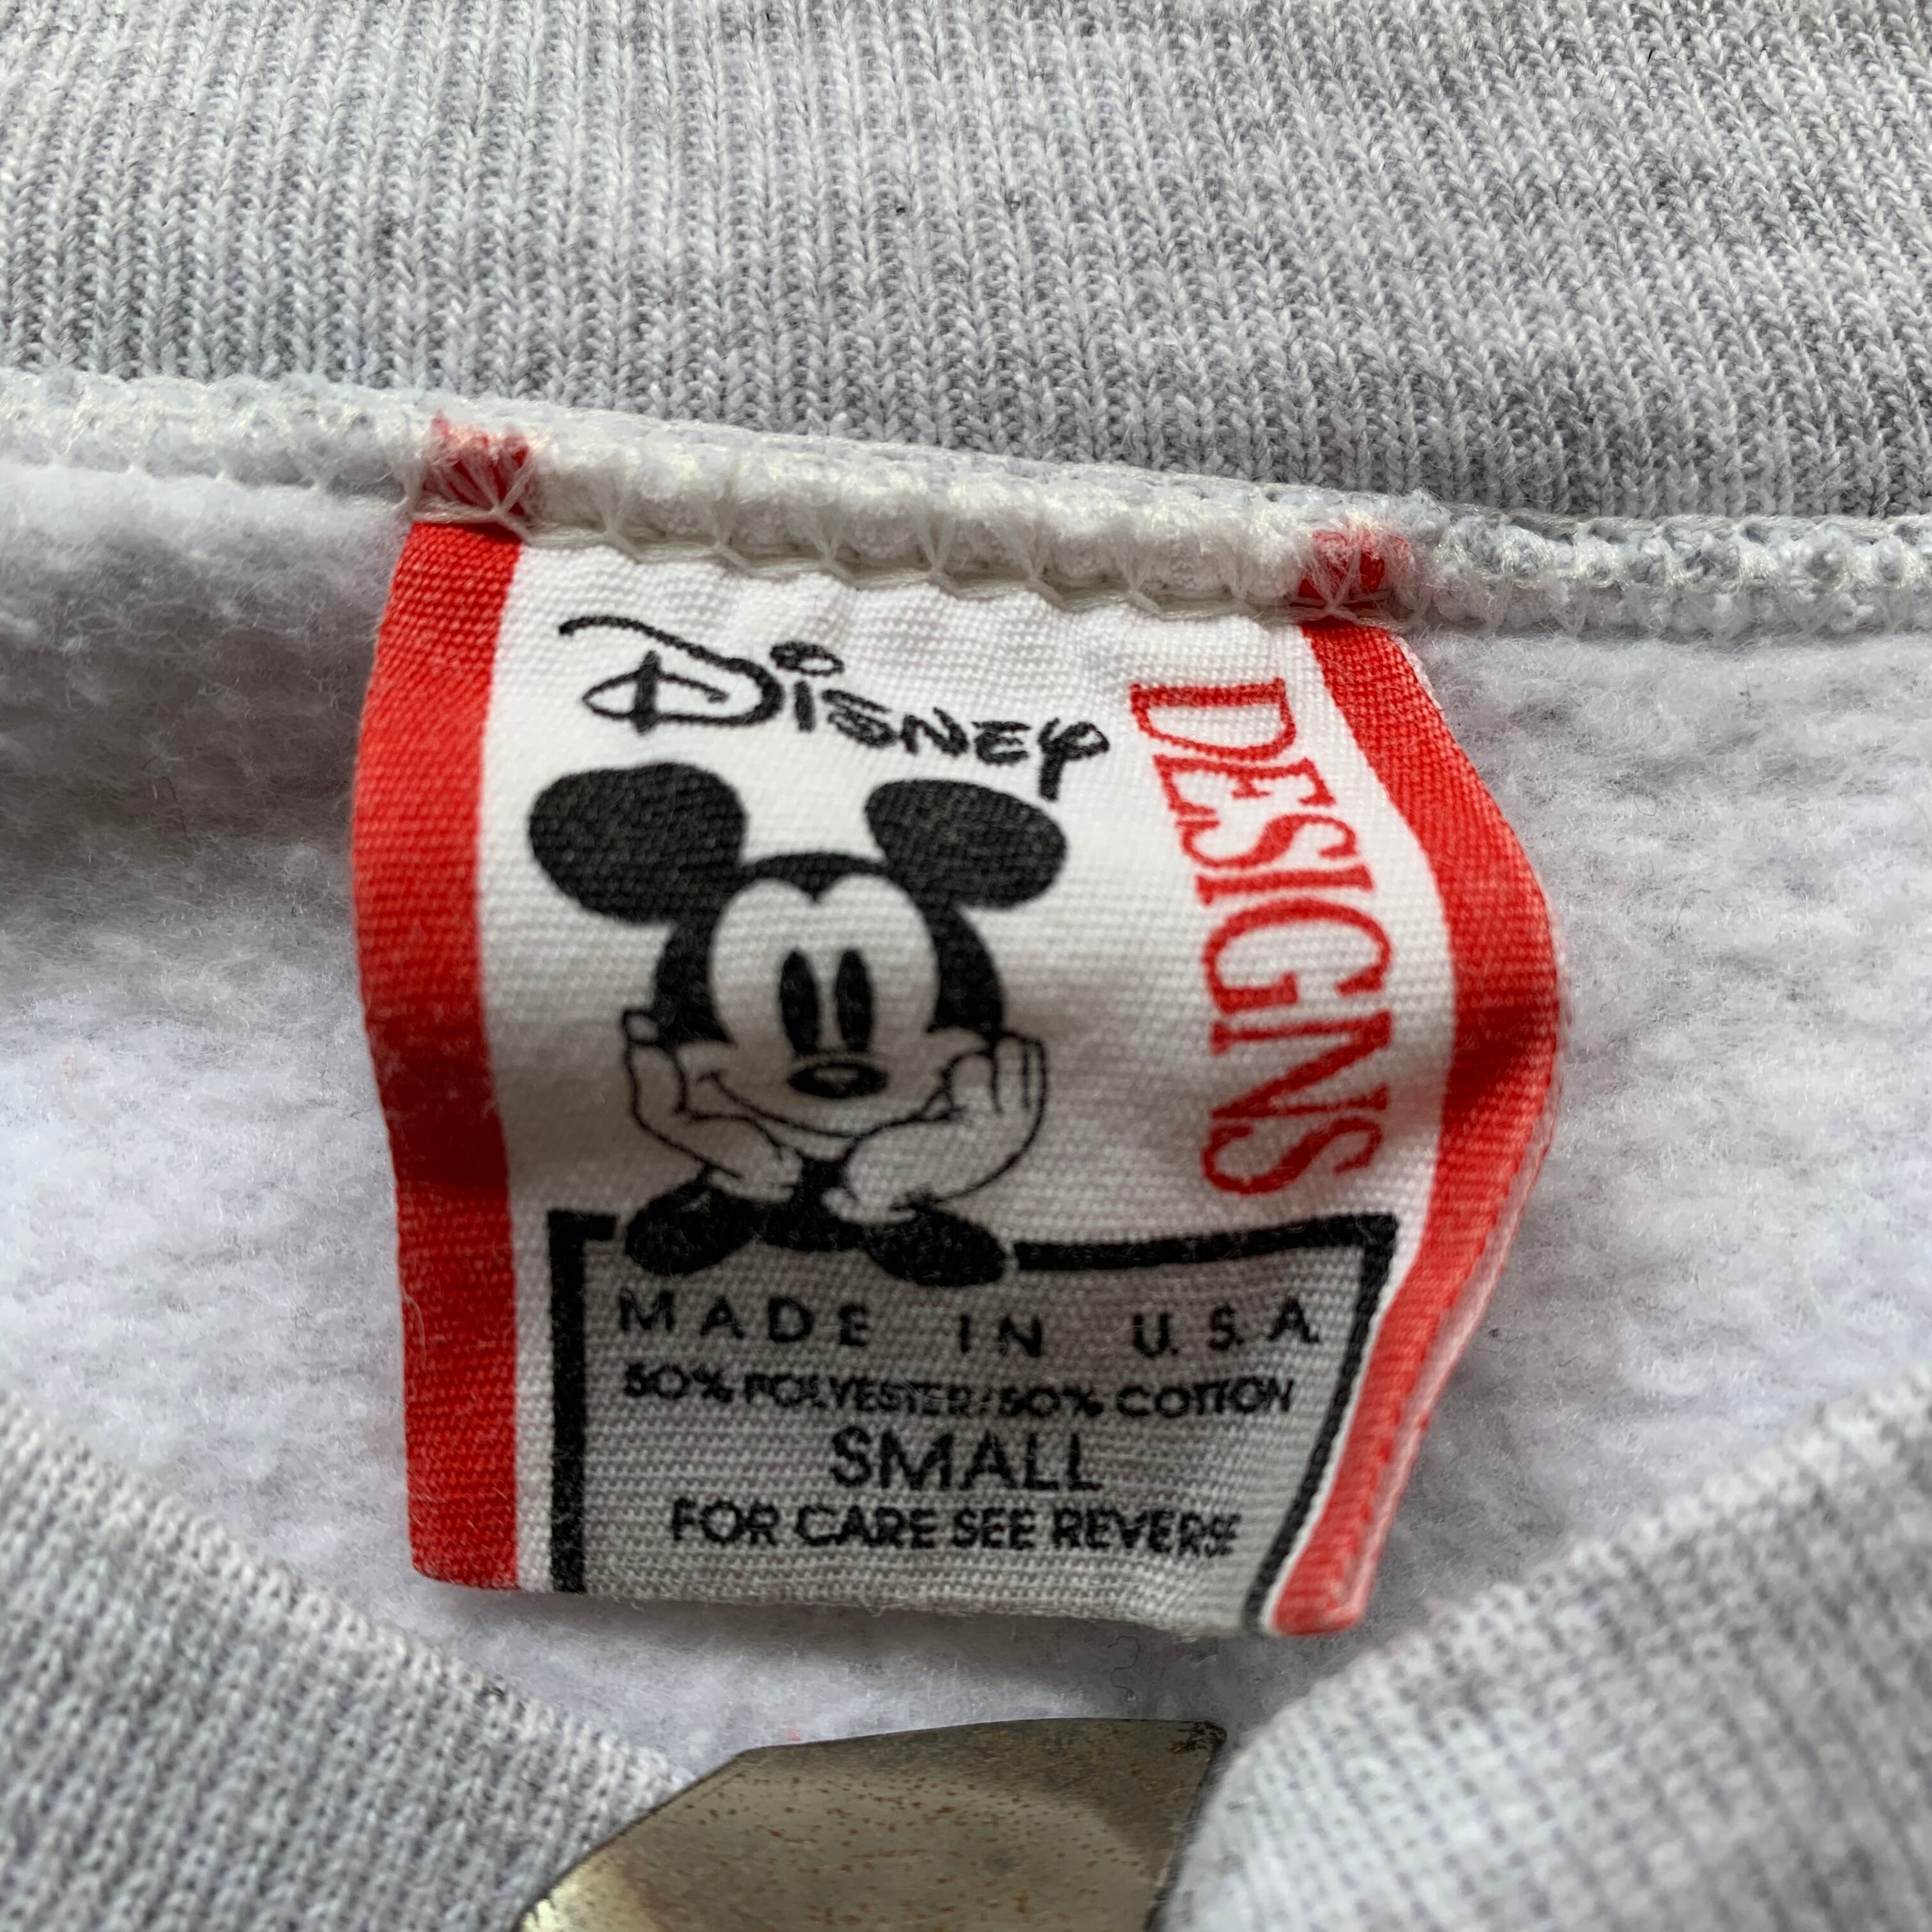 Disney
DESIGNS
MADE IN U.S.A.
50% POLYESTER/50% COTTON
SMALL
FOR CARE SEE REVERSE